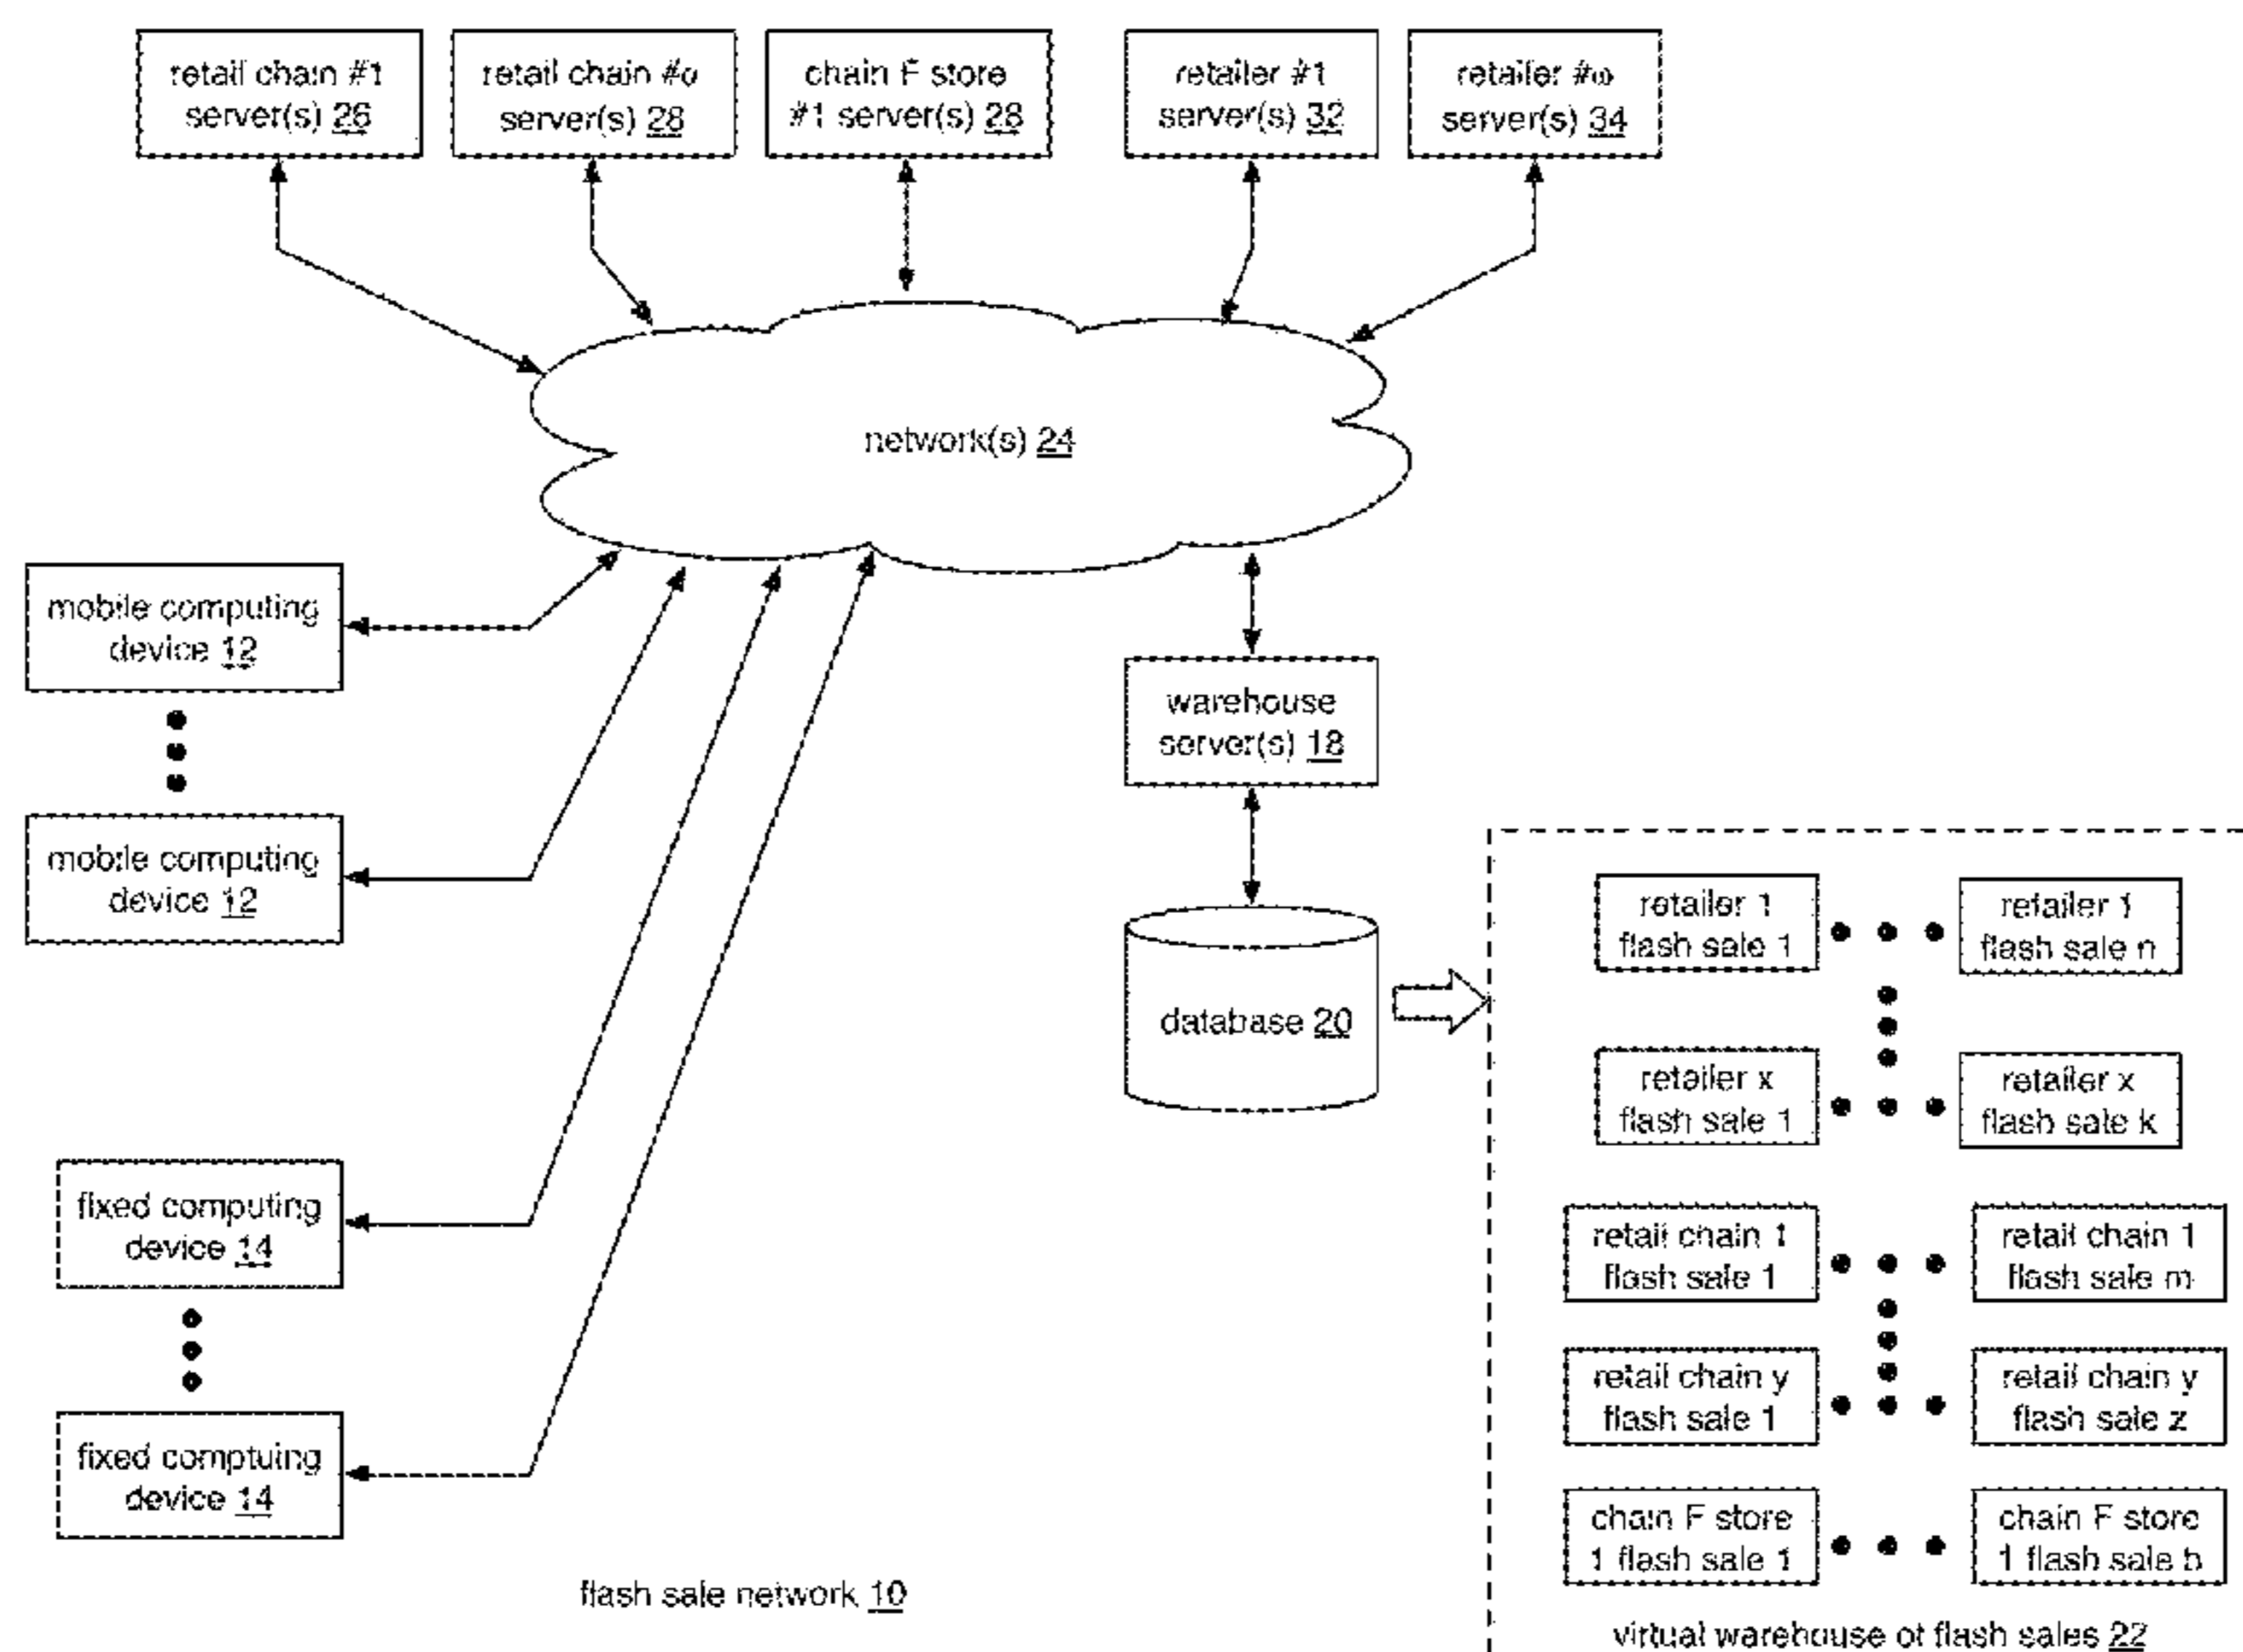 retail chain #1
server(s) 26
retail chain #
server(s) 28
chain F store
#1 server(s) 28
retailer #1
server(s) 32
retailer #
server(s) 34
network(s) 24
mobile computing
device 12
mobile computing
device 12
fixed computing
device 14
fixed comptuing
device 14
warehouse
server(s) 18
database 20
retailer 1
flash sale 1
retailer 1
flash sale n
retailer x
flash sale 1
retailer x
flash sale k
retail chain 1
flash sale 1
retail chain 1
flash sale m
retail chain y
flash sale 1
retail chain y
flash sale z
chain F store
1 flash sale 1
chain F store
1 flash sale b
virtual warehouse of flash sales 22
flash sale network 10